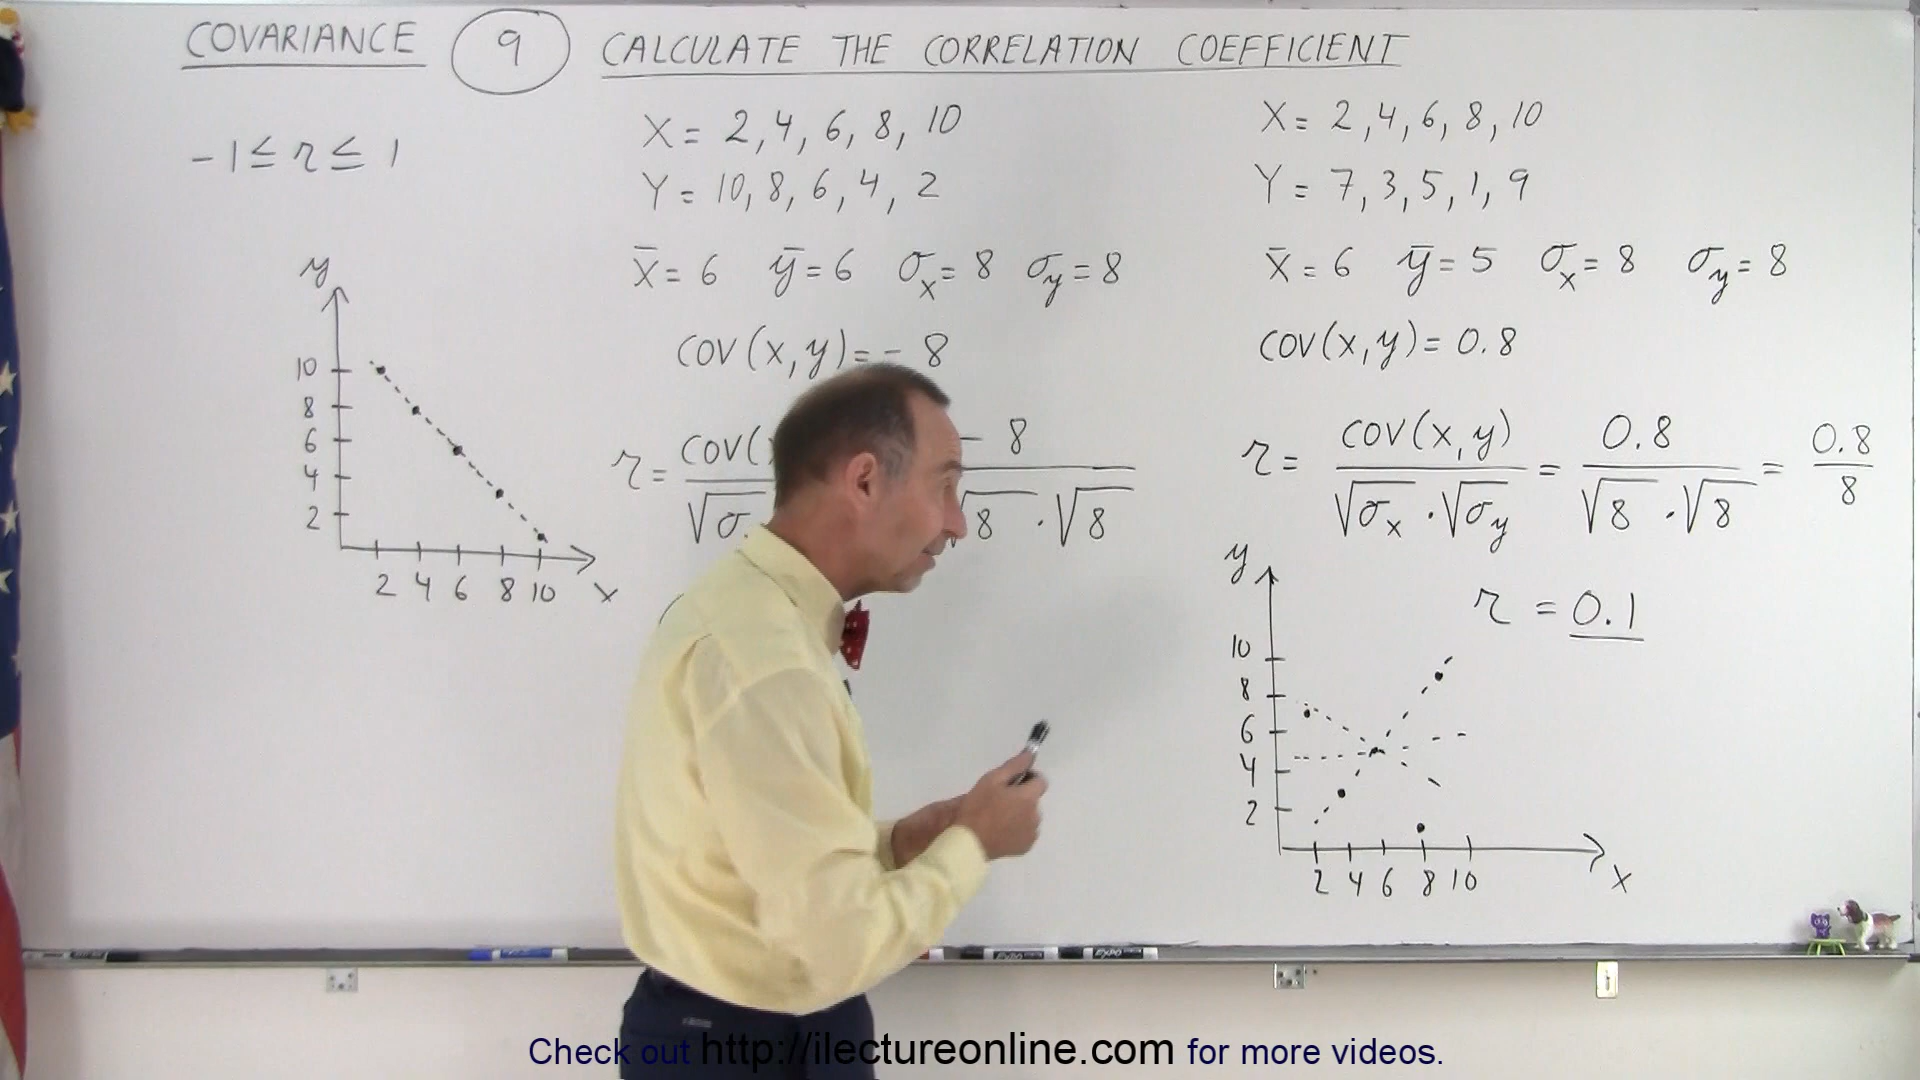 COVARIANCE 9 CALCULATE THE CORRELATION COEFFICIENT
-1 ≤ r ≤ 1
X = 2, 4, 6, 8, 10
Y = 10, 8, 6, 4, 2
x̄ = 6 ȳ = 6 σx = 8 σy = 8
COV(x,y) = - 8
r = COV( - 8
√σ √8 · √8
y
10
8
6
4
2
2 4 6 8 10 x
X = 2, 4, 6, 8, 10
Y = 7, 3, 5, 1, 9
x̄ = 6 ȳ = 5 σx = 8 σy = 8
COV(x,y) = 0.8
r = COV(x,y) / √σx · √σy = 0.8 / √8 · √8 = 0.8 / 8
r = 0.1
y
10
8
6
4
2
2 4 6 8 10 x
Check out http://ilectureonline.com for more videos.